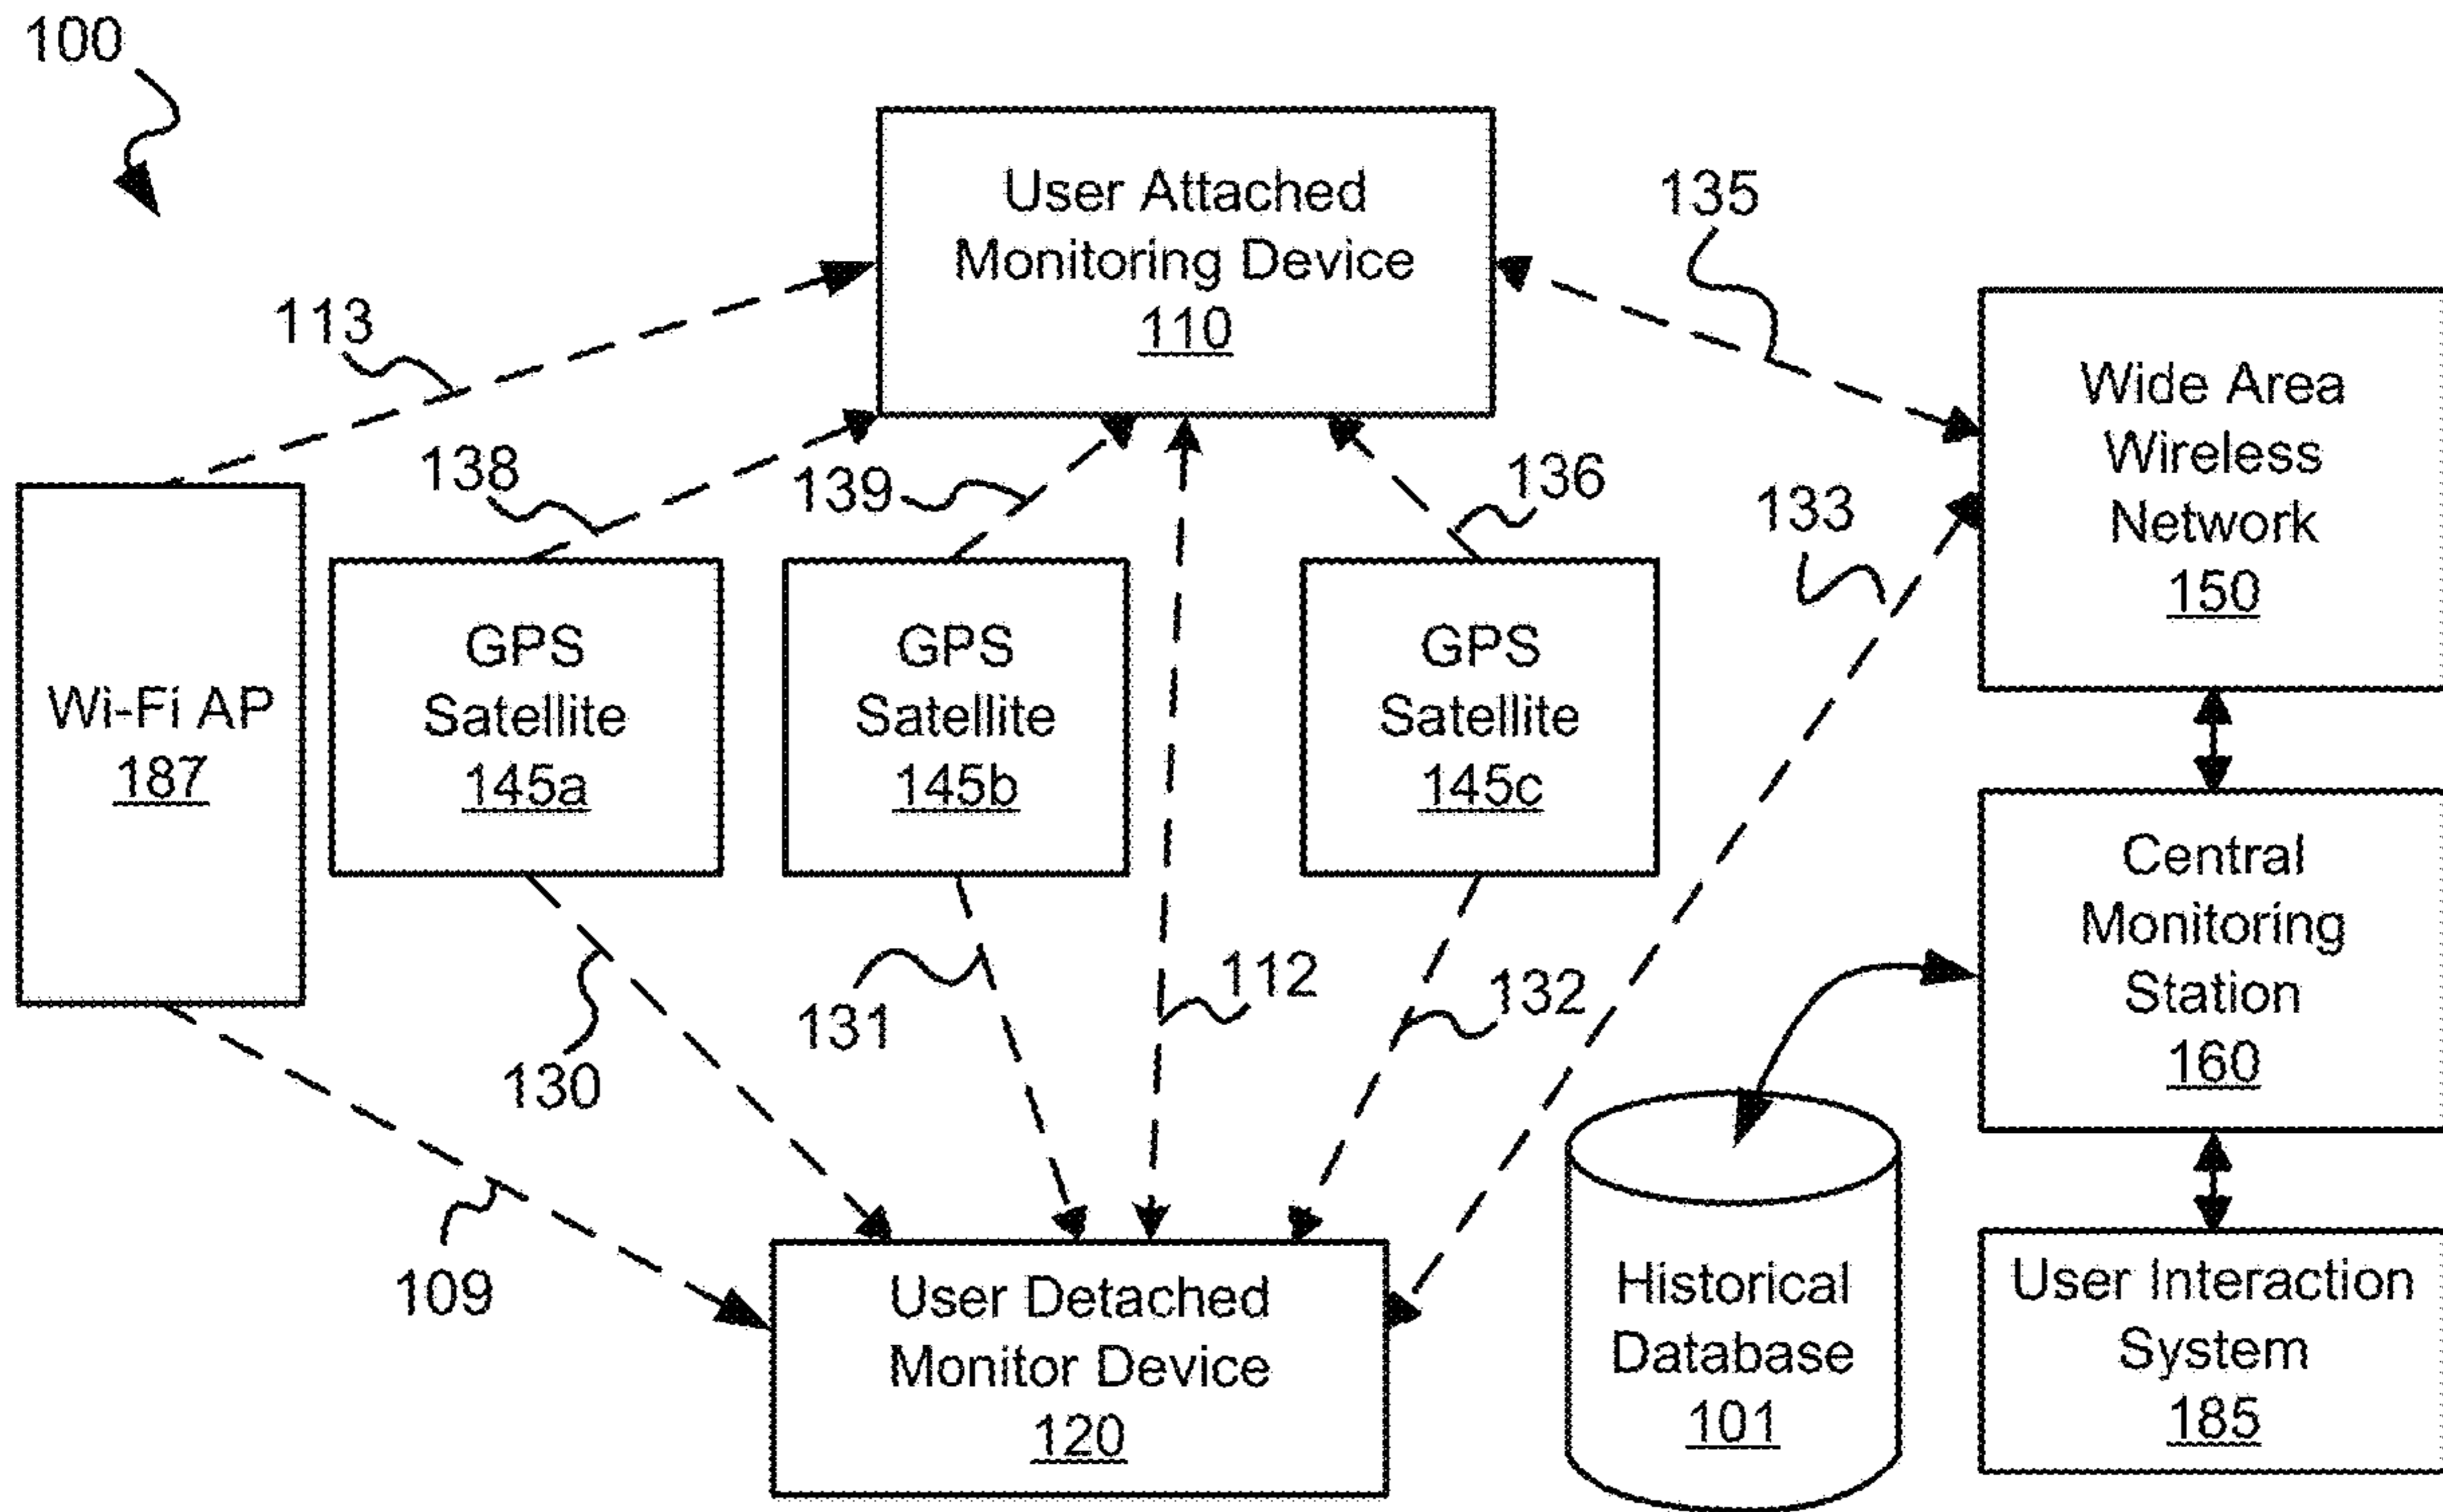 100
User Attached
Monitoring Device
110
135
113
138
139
136
133
Wide Area
Wireless
Network
150
Wi-Fi AP
187
GPS
Satellite
145a
GPS
Satellite
145b
GPS
Satellite
145c
Central
Monitoring
Station
160
130
131
112
132
109
User Detached
Monitor Device
120
Historical
Database
101
User Interaction
System
185